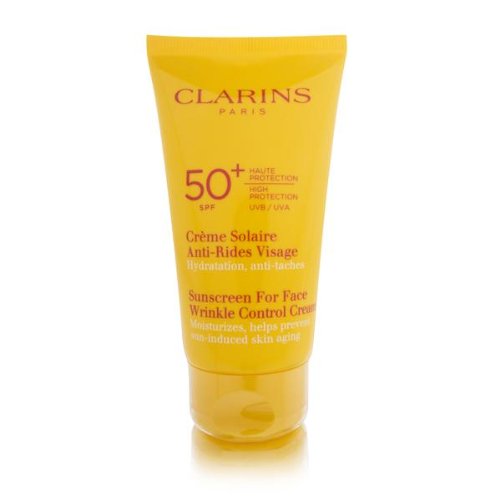 CLARINS
PARIS
50+
SPF
HAUTE
PROTECTION
HIGH
PROTECTION
UVB / UVA
Crème Solaire
Anti-Rides Visage
Hydratation, anti-taches
Sunscreen For Face
Wrinkle Control Cream
Moisturizes, helps prevent
sun-induced skin aging